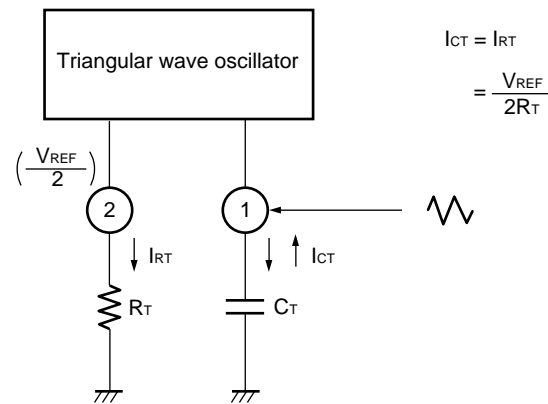 Triangular wave oscillator
ICT = IRT
= VREF
2RT
(VREF
2)
2
1
IRT
ICT
RT
CT